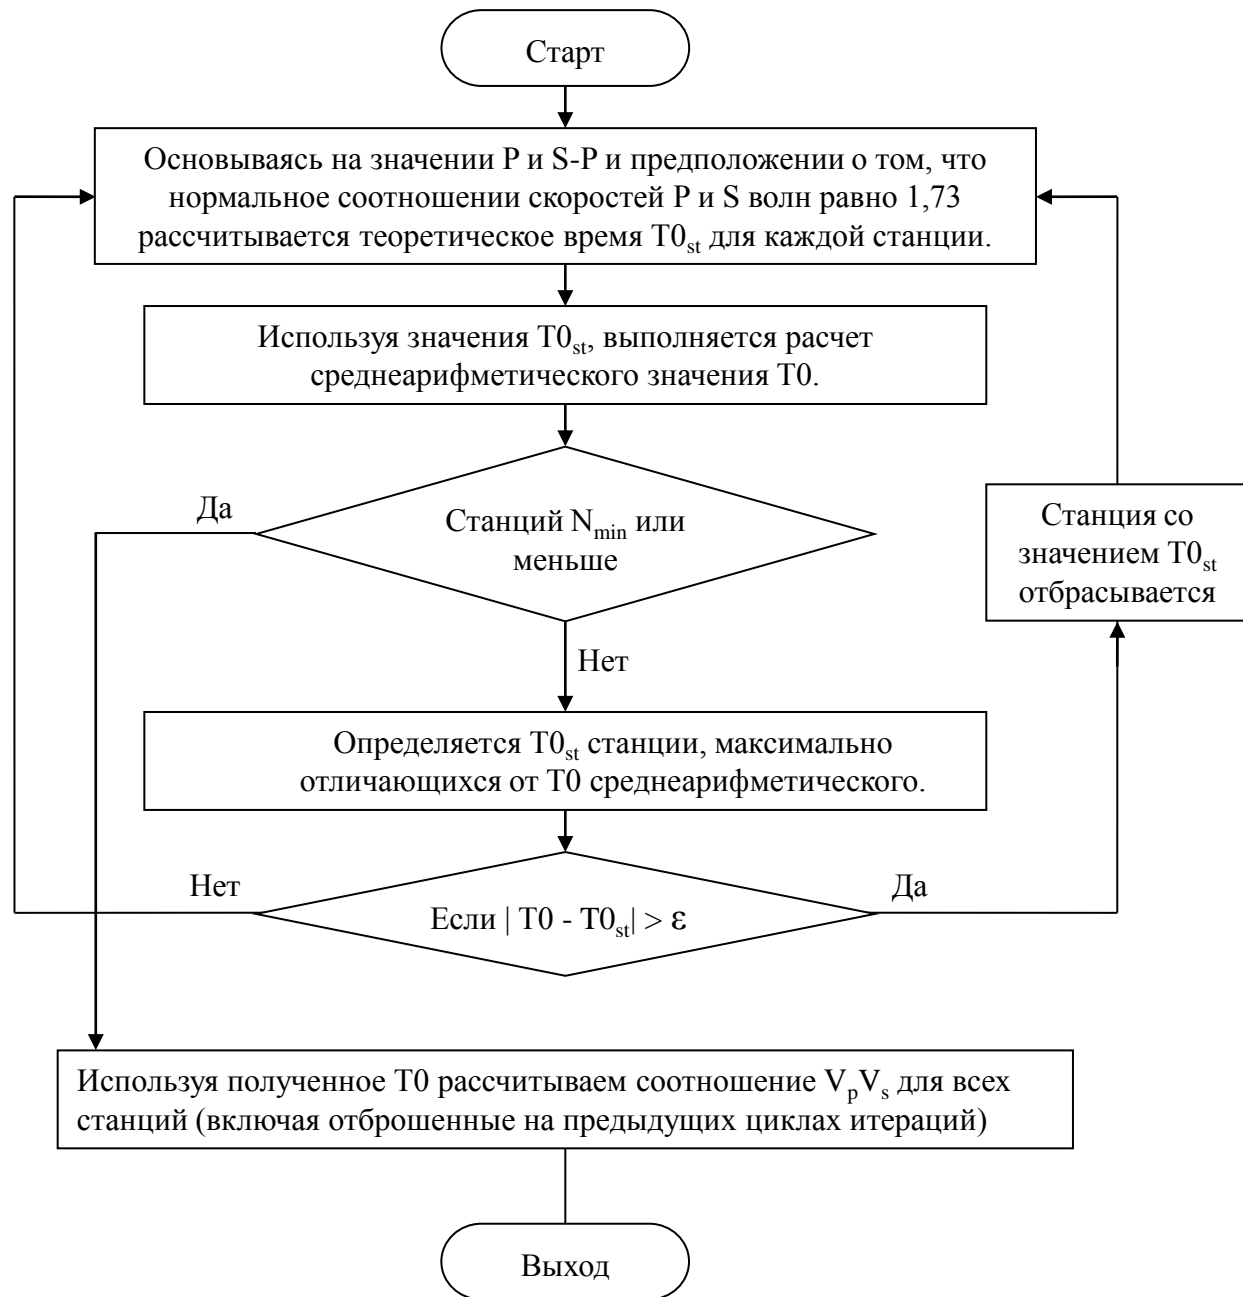 Старт
Основываясь на значении P и S-P и предположении о том, что
нормальное соотношении скоростей P и S волн равно 1,73
рассчитывается теоретическое время T0st для каждой станции.
Используя значения T0st, выполняется расчет
среднеарифметического значения T0.
Да
Станций Nmin или
меньше
Станция со
значением T0st
отбрасывается
Нет
Определяется T0st станции, максимально
отличающихся от T0 среднеарифметического.
Нет
Если | T0 - T0st| > ε
Да
Используя полученное T0 рассчитываем соотношение VpVs для всех
станций (включая отброшенные на предыдущих циклах итераций)
Выход